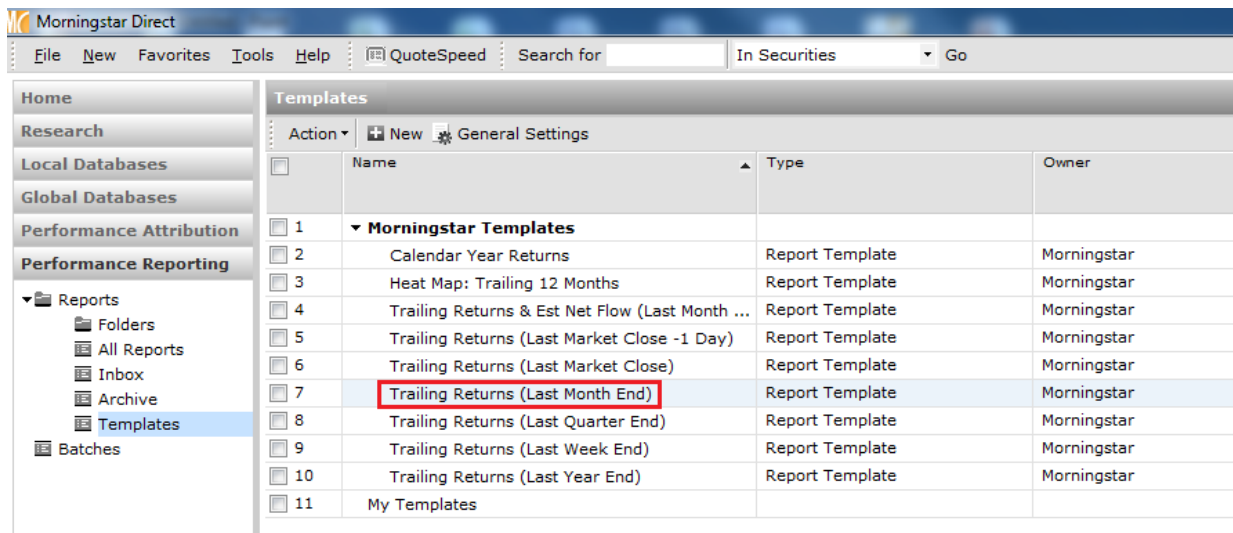 Morningstar Direct
File New Favorites Tools Help QuoteSpeed Search for In Securities Go
Home
Research
Local Databases
Global Databases
Performance Attribution
Performance Reporting
Reports
Folders
All Reports
Inbox
Archive
Templates
Batches
Templates
Action New General Settings
Name Type Owner
1 Morningstar Templates
2 Calendar Year Returns Report Template Morningstar
3 Heat Map: Trailing 12 Months Report Template Morningstar
4 Trailing Returns & Est Net Flow (Last Month ... Report Template Morningstar
5 Trailing Returns (Last Market Close -1 Day) Report Template Morningstar
6 Trailing Returns (Last Market Close) Report Template Morningstar
7 Trailing Returns (Last Month End) Report Template Morningstar
8 Trailing Returns (Last Quarter End) Report Template Morningstar
9 Trailing Returns (Last Week End) Report Template Morningstar
10 Trailing Returns (Last Year End) Report Template Morningstar
11 My Templates